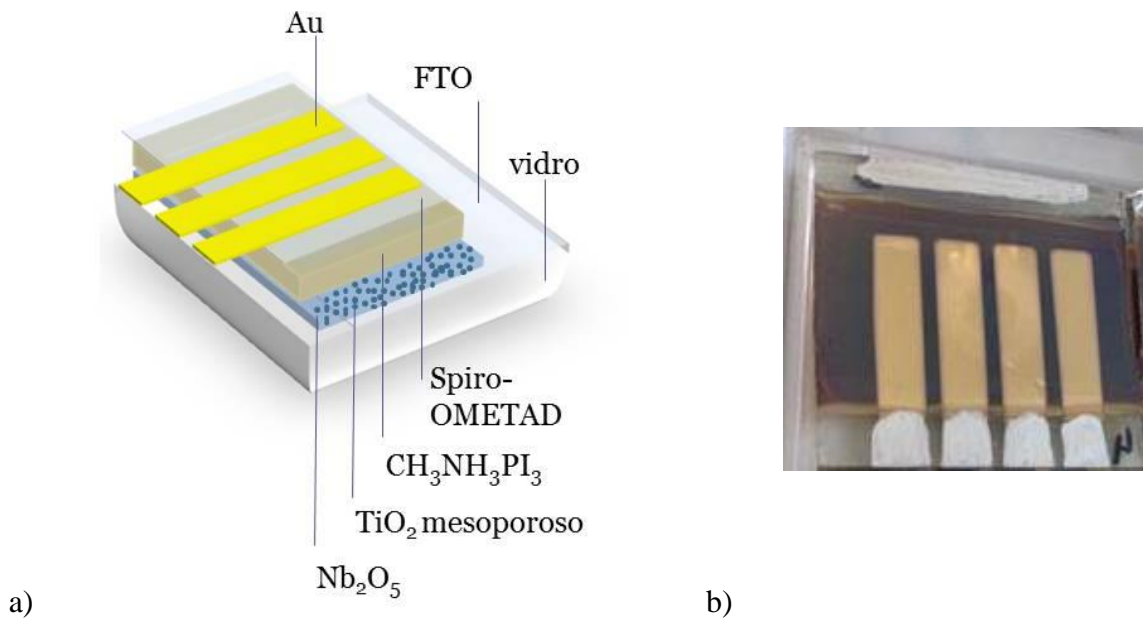 Au
FTO
vidro
Spiro-
OMETAD
CH₃NH₃PI₃
TiO₂ mesoporoso
Nb₂O₅
a)
b)
N